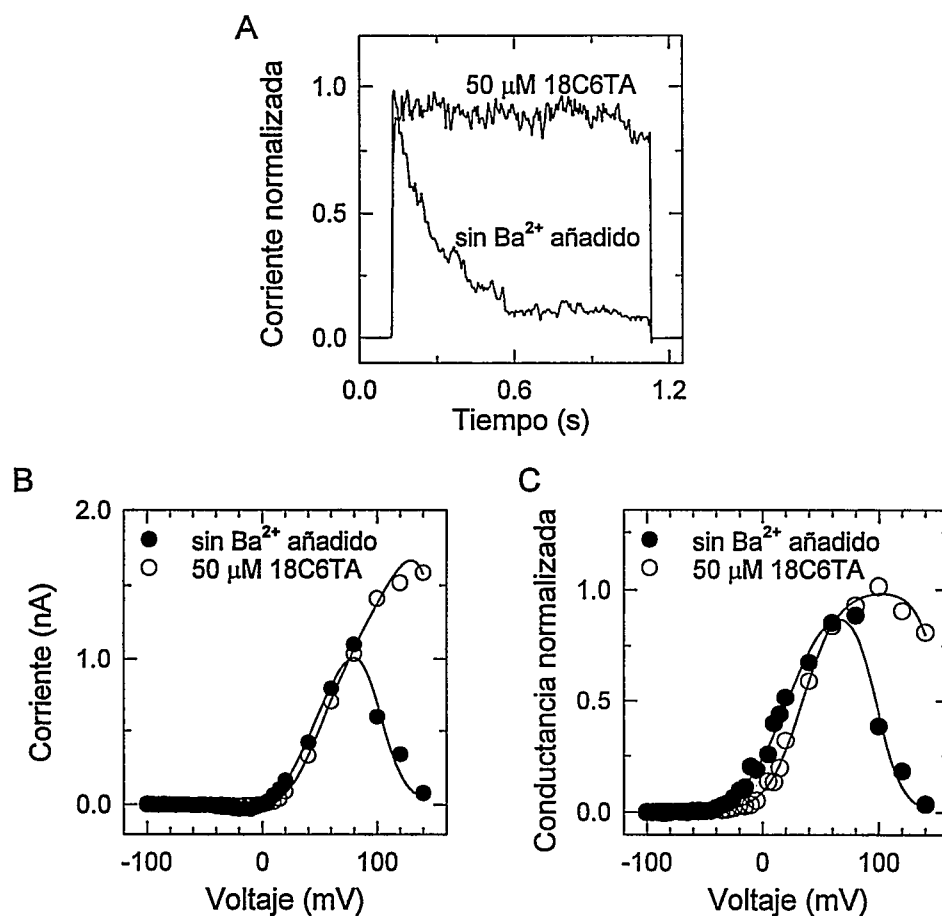 A
50 μM 18C6TA
sin Ba²⁺ añadido
Corriente normalizada
1.0
0.5
0.0
0.0
0.6
1.2
Tiempo (s)
B
sin Ba²⁺ añadido
50 μM 18C6TA
Corriente (nA)
2.0
1.0
0.0
-100
0
100
Voltaje (mV)
C
sin Ba²⁺ añadido
50 μM 18C6TA
Conductancia normalizada
1.0
0.5
0.0
-100
0
100
Voltaje (mV)